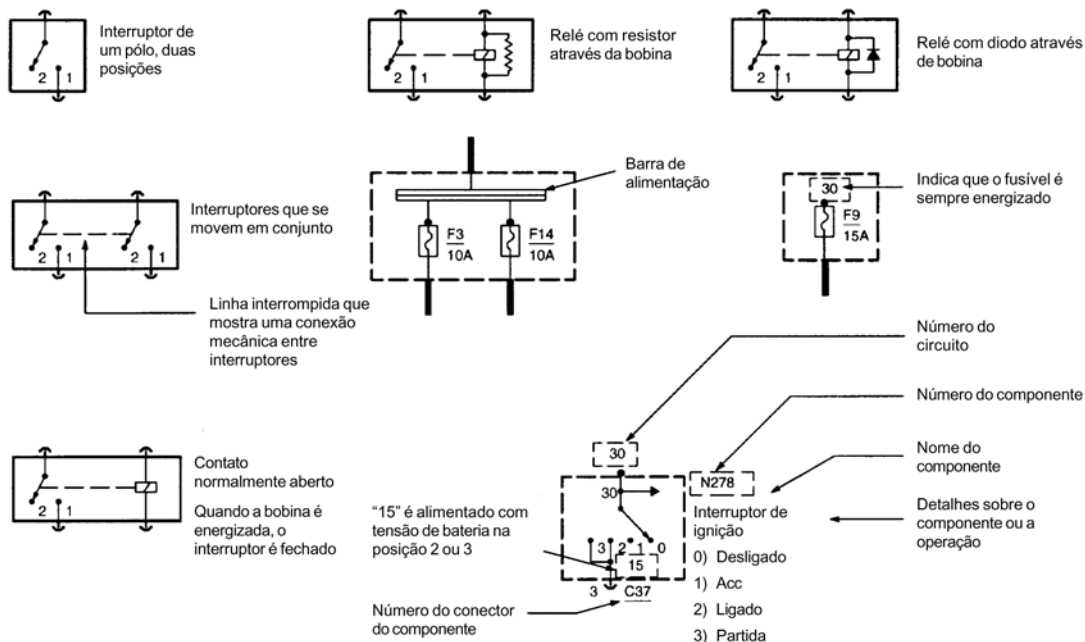 Interruptor de
um pólo, duas
posições
2 1
Relé com resistor
através da bobina
2 1
Relé com diodo através
de bobina
2 1
Interruptores que se
movem em conjunto
2 1 2 1
Linha interrompida que
mostra uma conexão
mecânica entre
interruptores
Barra de
alimentação
F3
10A
F14
10A
30
F9
15A
Indica que o fusível é
sempre energizado
Contato
normalmente aberto
Quando a bobina é
energizada, o
interruptor é fechado
2 1
Número do
circuito
Número do componente
Nome do
componente
Detalhes sobre o
componente ou a
operação
30
30
N278
Interruptor de
ignição
0) Desligado
1) Acc
2) Ligado
3) Partida
3 2 1 0
15
3 C37
“15” é alimentado com
tensão de bateria na
posição 2 ou 3
Número do conector
do componente